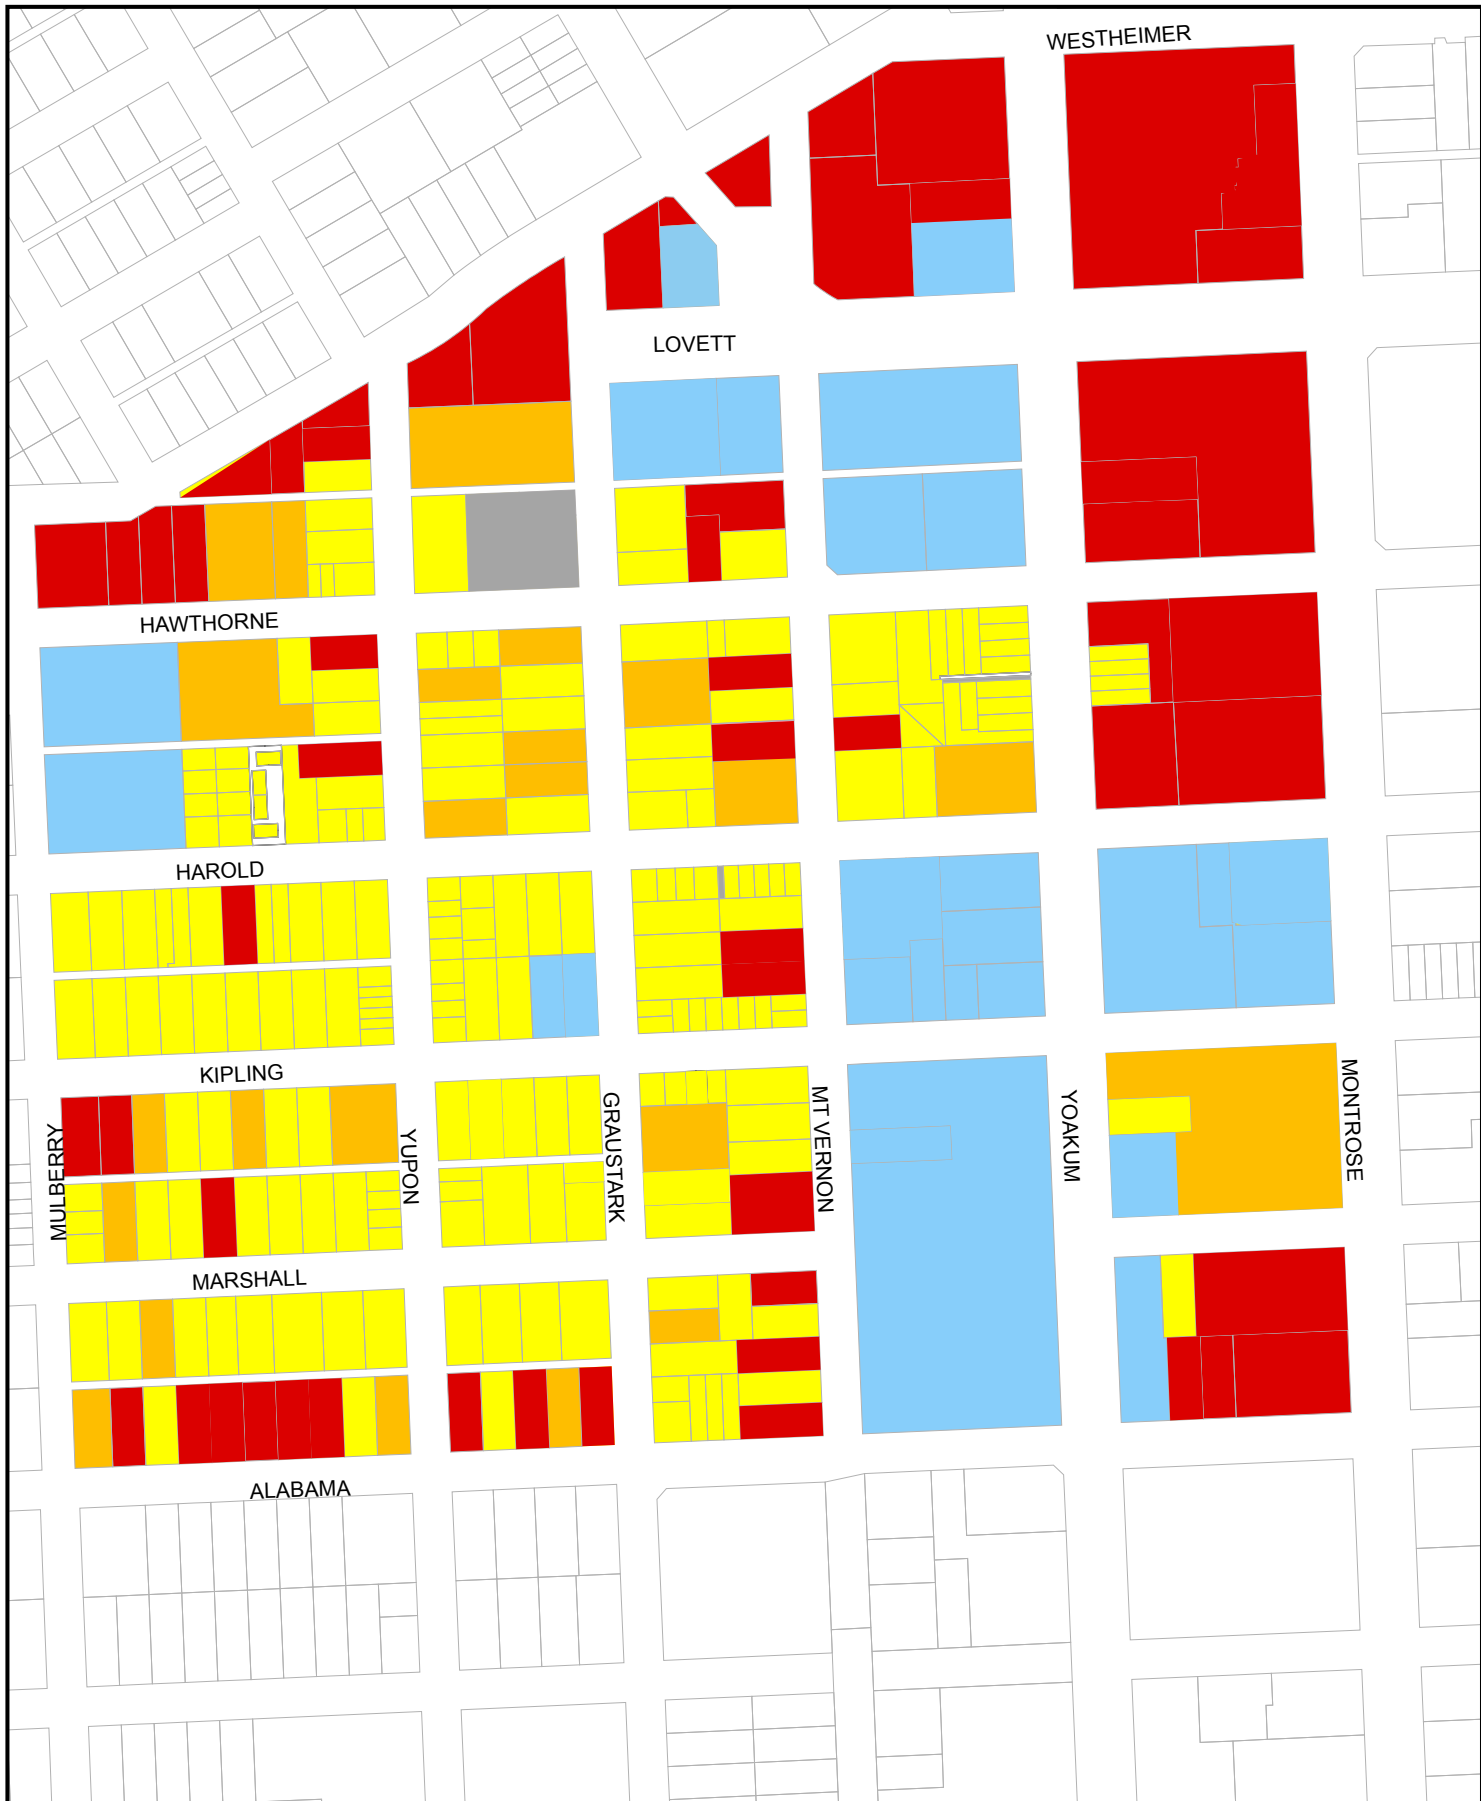 WESTHEIMER
LOVETT
HAWTHORNE
HAROLD
KIPLING
MULBERRY
YUPON
GRAUSTARK
MT VERNON
YOAKUM
MONTROSE
MARSHALL
ALABAMA